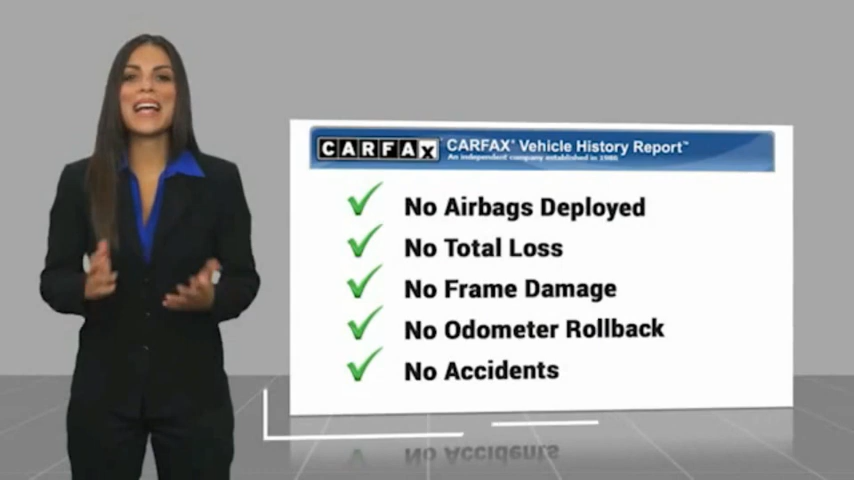 CARFAX CARFAX® Vehicle History Report™
An independent company established in 1986
No Airbags Deployed
No Total Loss
No Frame Damage
No Odometer Rollback
No Accidents
No Accidents